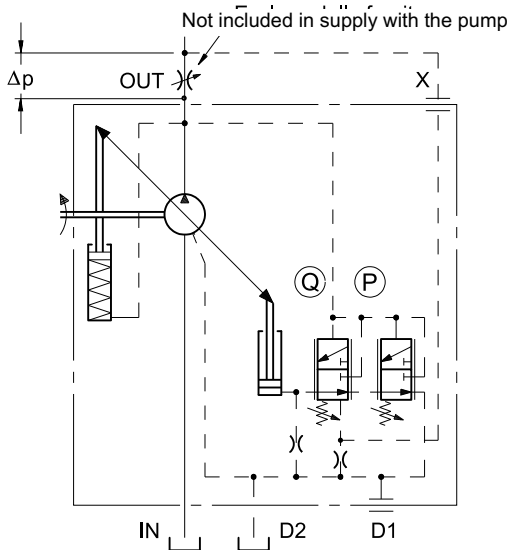 Not included in supply with the pump
Δp
OUT
X
Q
P
IN
D2
D1